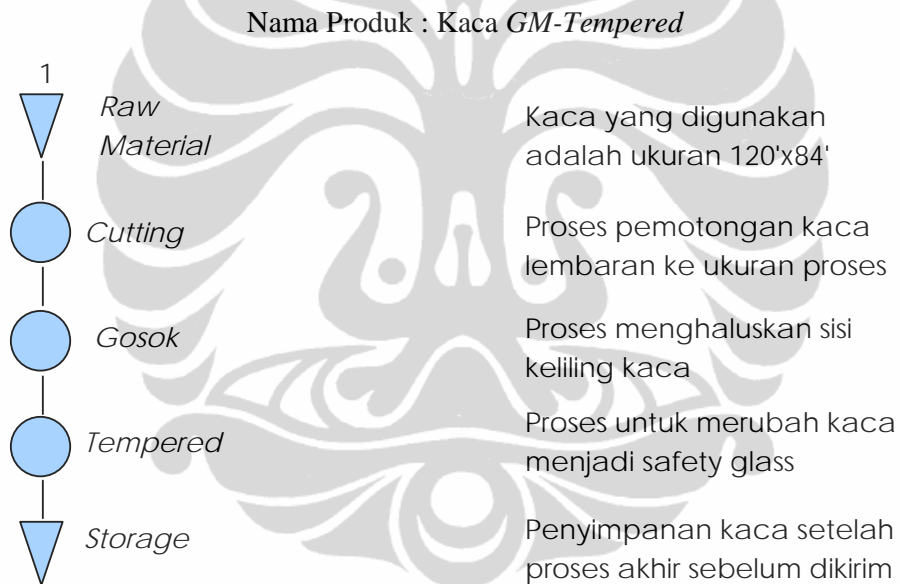 Nama Produk : Kaca GM-Tempered
1
Raw
Material
Kaca yang digunakan
adalah ukuran 120'x84'
Cutting
Proses pemotongan kaca
lembaran ke ukuran proses
Gosok
Proses menghaluskan sisi
keliling kaca
Tempered
Proses untuk merubah kaca
menjadi safety glass
Storage
Penyimpanan kaca setelah
proses akhir sebelum dikirim